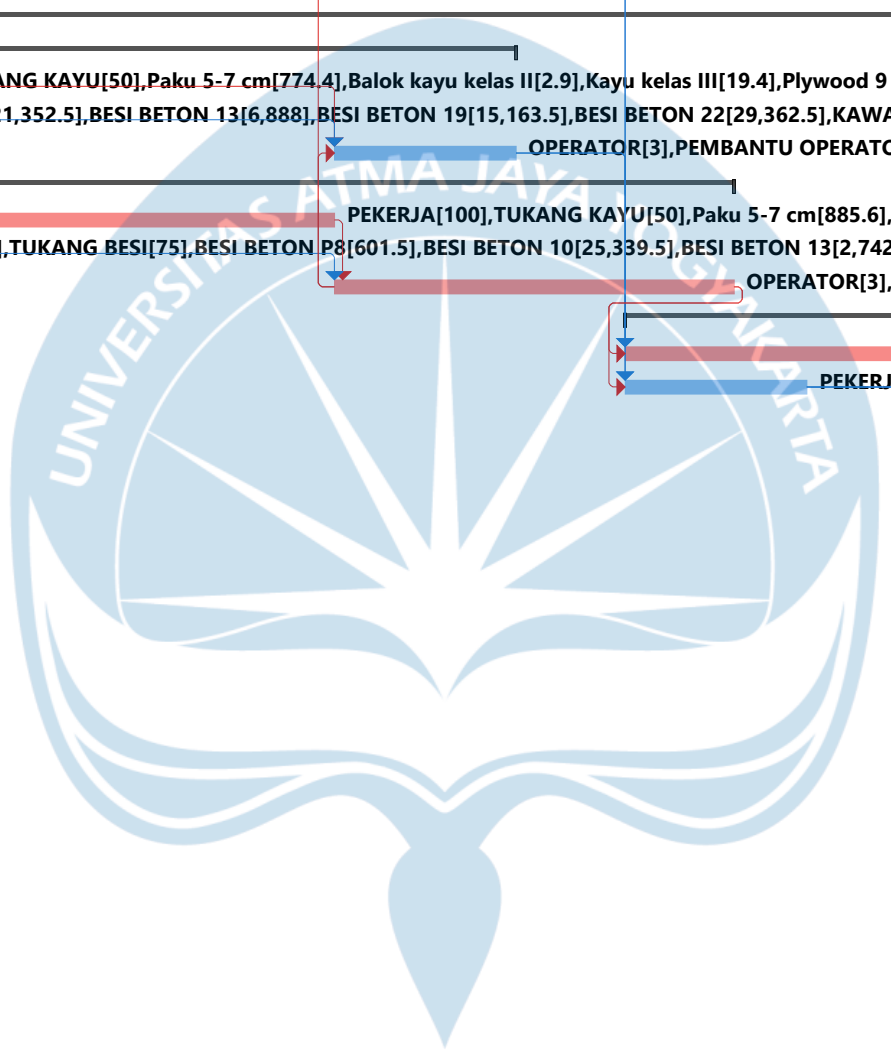 ANG KAYU[50],Paku 5-7 cm[774.4],Balok kayu kelas II[2.9],Kayu kelas III[19.4],Plywood 9
21,352.5],BESI BETON 13[6,888],BESI BETON 19[15,163.5],BESI BETON 22[29,362.5],KAWA
OPERATOR[3],PEMBANTU OPERATO
PEKERJA[100],TUKANG KAYU[50],Paku 5-7 cm[885.6],
],TUKANG BESI[75],BESI BETON P8[601.5],BESI BETON 10[25,339.5],BESI BETON 13[2,742
OPERATOR[3],
PEKERJ
UNIVERSITAS ATMA JAYA YOGYAKARTA